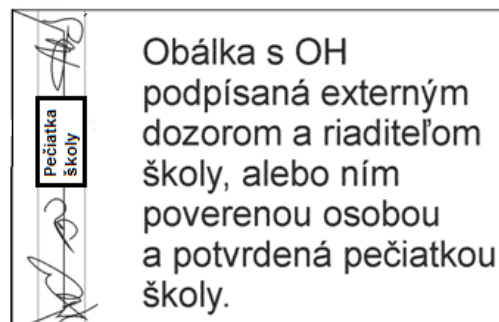 Pečiatka
školy
Obálka s OH
podpísaná externým
dozorom a riaditeľom
školy, alebo ním
poverenou osobou
a potvrdená pečiatkou
školy.